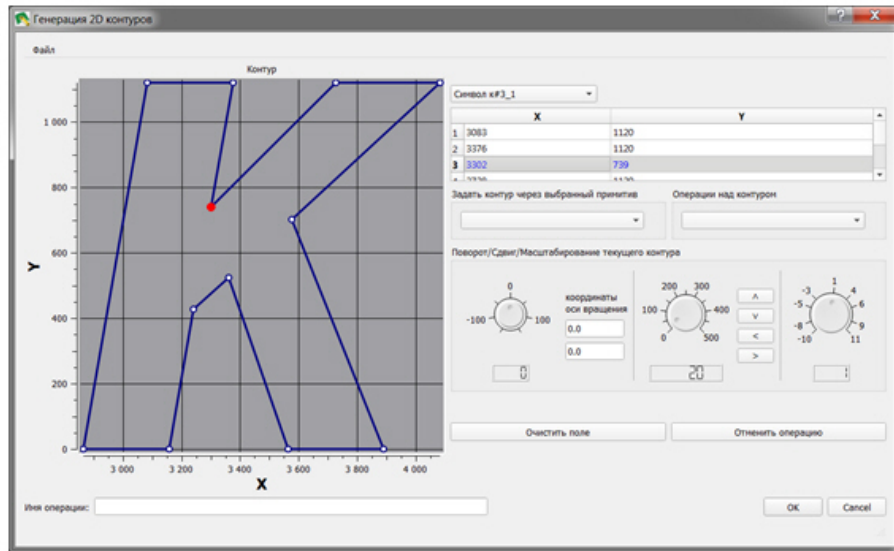 Генерация 2D контуров
Файл
Контур
Символ к#3_1
X Y
1 3083 1120
2 3376 1120
3 3302 739
Задать контур через выбранный примитив
Операции над контуром
Поворот/Сдвиг/Масштабирование текущего контура
0
-100 100
координаты
оси вращения
0.0
0.0
0
200 300
100 400
0 500
20
ʌ
v
<
>
1
-3 4
-5 6
-8 9
-10 11
1
Очистить поле
Отменить операцию
Y
1 000
800
600
400
200
0
3 000 3 200 3 400 3 600 3 800 4 000
X
Имя операции:
OK
Cancel